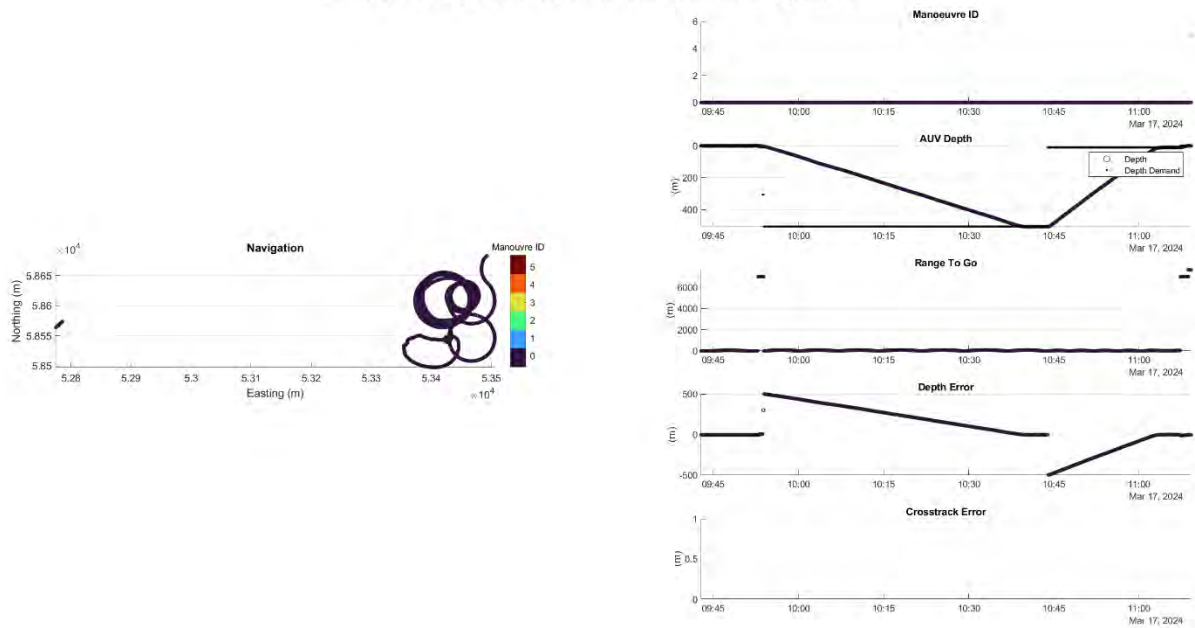 Navigation
×10⁴
5.865
5.86
5.855
5.85
Northing (m)
5.28 5.29 5.3 5.31 5.32 5.33 5.34 5.35
Easting (m)
×10⁴
Manouvre ID
5
4
3
2
1
0
Manoeuvre ID
6
4
2
0
09:45 10:00 10:15 10:30 10:45 11:00
Mar 17, 2024
AUV Depth
0
200
400
(m)
Depth
Depth Demand
09:45 10:00 10:15 10:30 10:45 11:00
Mar 17, 2024
Range To Go
6000
4000
2000
0
09:45 10:00 10:15 10:30 10:45 11:00
Mar 17, 2024
Depth Error
500
0
-500
(m)
09:45 10:00 10:15 10:30 10:45 11:00
Mar 17, 2024
Crosstrack Error
1
0.5
0
(m)
09:45 10:00 10:15 10:30 10:45 11:00
Mar 17, 2024